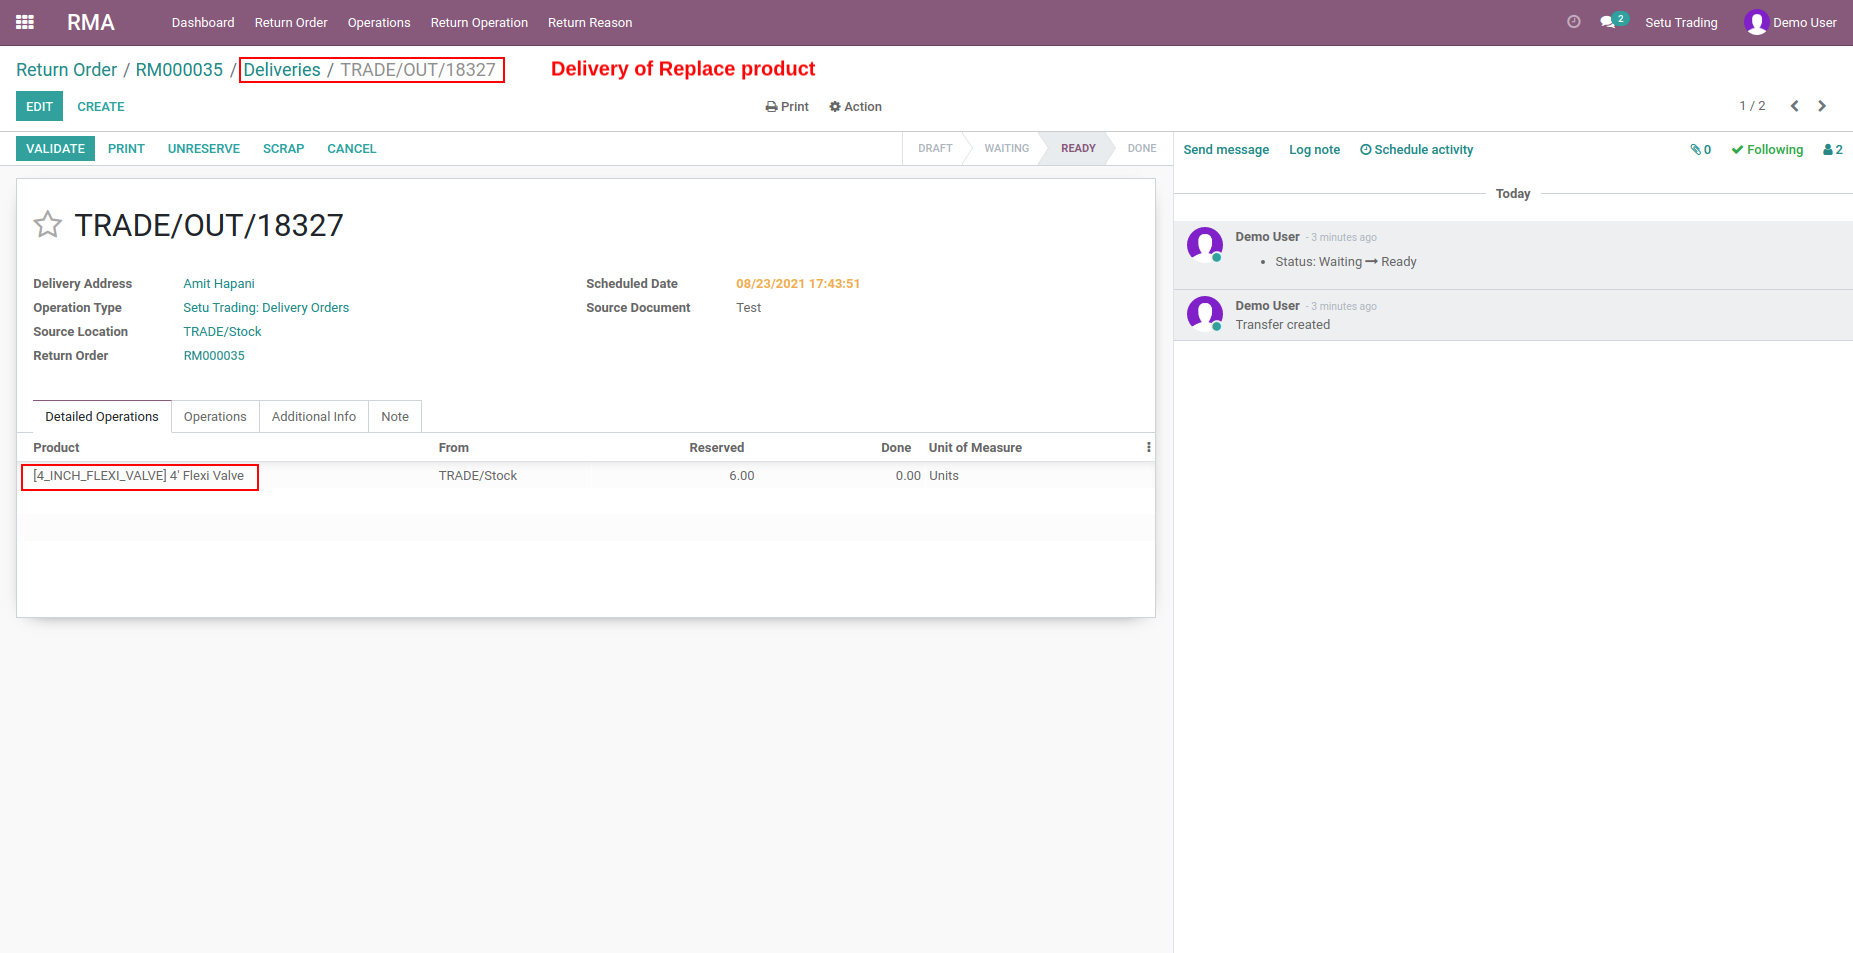 RMA Dashboard Return Order Operations Return Operation Return Reason 2 Setu Trading Demo User
Return Order / RM000035 / Deliveries / TRADE/OUT/18327 Delivery of Replace product
EDIT CREATE Print Action 1 / 2
VALIDATE PRINT UNRESERVE SCRAP CANCEL DRAFT WAITING READY DONE
TRADE/OUT/18327
Delivery Address Amit Hapani Scheduled Date 08/23/2021 17:43:51
Operation Type Setu Trading: Delivery Orders Source Document Test
Source Location TRADE/Stock
Return Order RM000035
Detailed Operations Operations Additional Info Note
Product From Reserved Done Unit of Measure
[4_INCH_FLEXI_VALVE] 4' Flexi Valve TRADE/Stock 6.00 0.00 Units
Send message Log note Schedule activity 0 Following 2
Today
Demo User - 3 minutes ago
• Status: Waiting → Ready
Demo User - 3 minutes ago
Transfer created